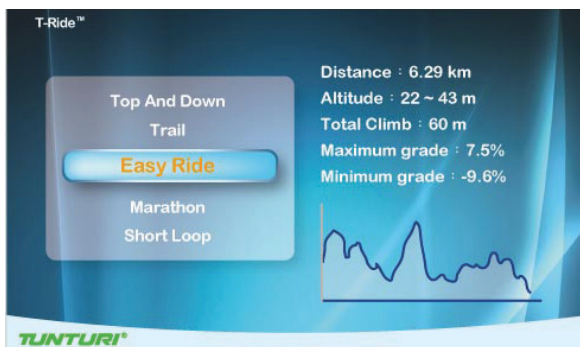 T-Ride™
Top And Down
Trail
Easy Ride
Marathon
Short Loop
Distance : 6.29 km
Altitude : 22 ~ 43 m
Total Climb : 60 m
Maximum grade : 7.5%
Minimum grade : -9.6%
TUNTURI®